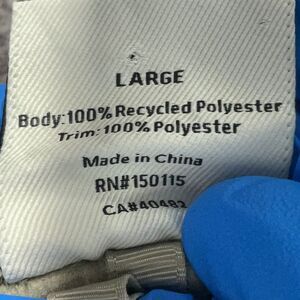 LARGE
Body:100% Recycled Polyester
Trim:100% Polyester
Made in China
RN#150115
CA#40482